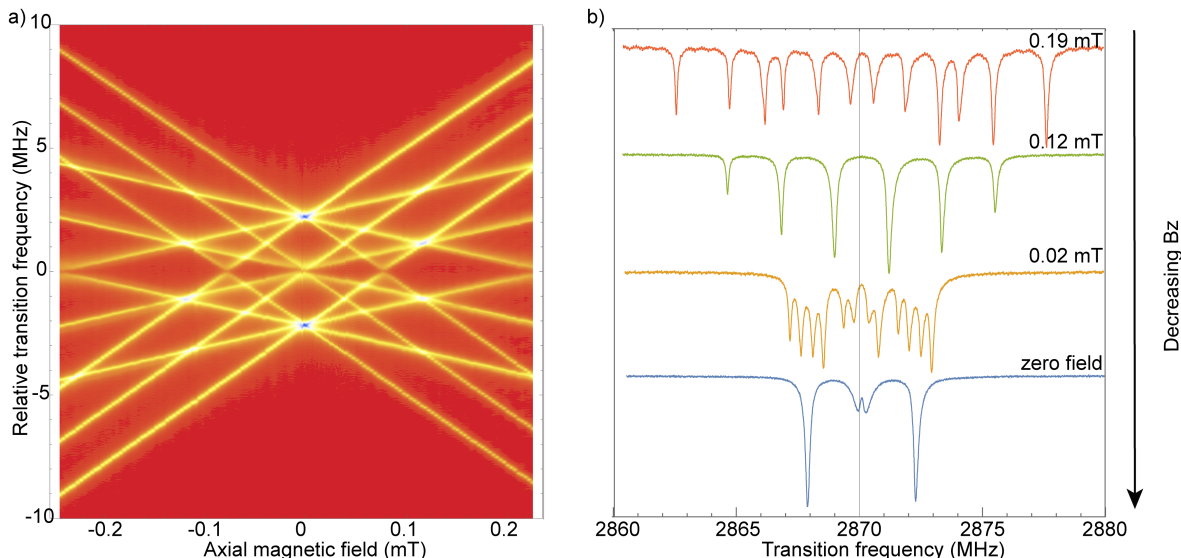 a)
10
5
0
-5
-10
Relative transition frequency (MHz)
-0.2 -0.1 0 0.1 0.2
Axial magnetic field (mT)
b)
0.19 mT
0.12 mT
0.02 mT
zero field
2860 2865 2870 2875 2880
Transition frequency (MHz)
Decreasing Bz